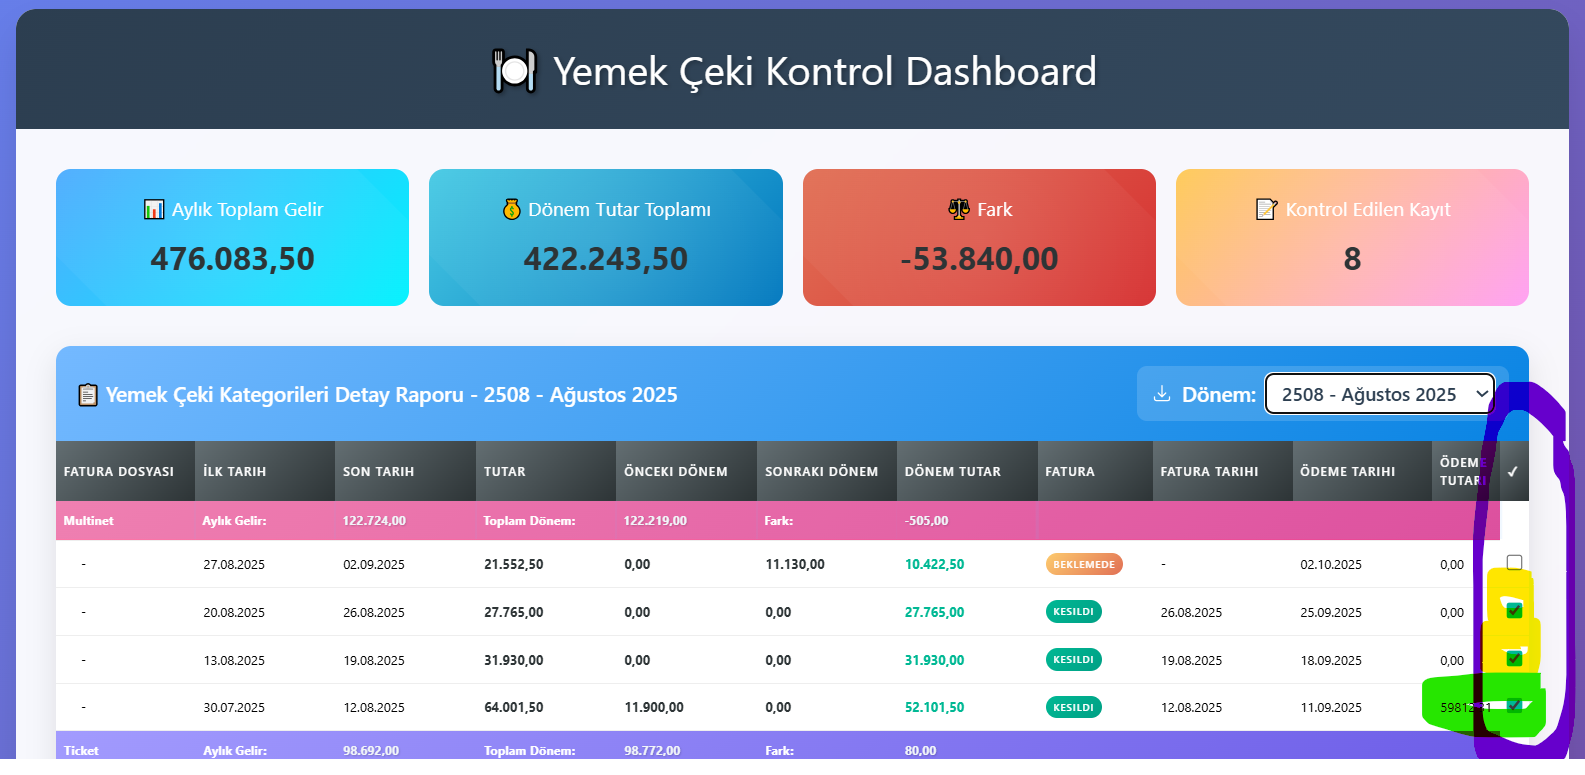 Yemek Çeki Kontrol Dashboard
Aylık Toplam Gelir
476.083,50
Dönem Tutar Toplamı
422.243,50
Fark
-53.840,00
Kontrol Edilen Kayıt
8
Yemek Çeki Kategorileri Detay Raporu - 2508 - Ağustos 2025
Dönem: 2508 - Ağustos 2025
FATURA DOSYASI İLK TARIH SON TARIH TUTAR ÖNCEKI DÖNEM SONRAKI DÖNEM DÖNEM TUTAR FATURA FATURA TARIHI ÖDEME TARIHI ÖDEME TUTARI ✓
Multinet Aylık Gelir: 122.724,00 Toplam Dönem: 122.219,00 Fark: -505,00
- 27.08.2025 02.09.2025 21.552,50 0,00 11.130,00 10.422,50 BEKLEMEDE - 02.10.2025 0,00
- 20.08.2025 26.08.2025 27.765,00 0,00 0,00 27.765,00 KESILDI 26.08.2025 25.09.2025 0,00
- 13.08.2025 19.08.2025 31.930,00 0,00 0,00 31.930,00 KESILDI 19.08.2025 18.09.2025 0,00
- 30.07.2025 12.08.2025 64.001,50 11.900,00 0,00 52.101,50 KESILDI 12.08.2025 11.09.2025
Ticket Aylık Gelir: 98.692,00 Toplam Dönem: 98.772,00 Fark: 80,00